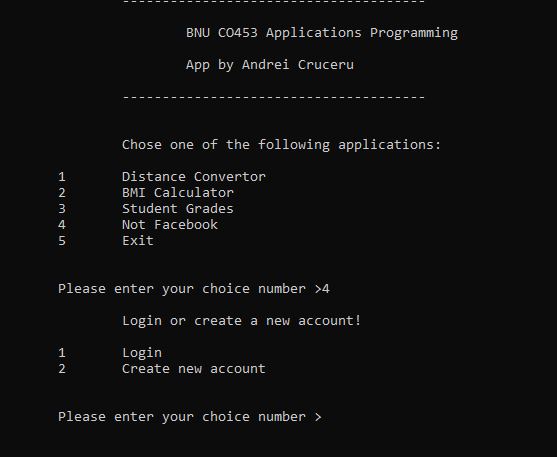 --------------------------------------
BNU CO453 Applications Programming
App by Andrei Cruceru
--------------------------------------
Chose one of the following applications:
1 Distance Convertor
2 BMI Calculator
3 Student Grades
4 Not Facebook
5 Exit
Please enter your choice number >4
Login or create a new account!
1 Login
2 Create new account
Please enter your choice number >